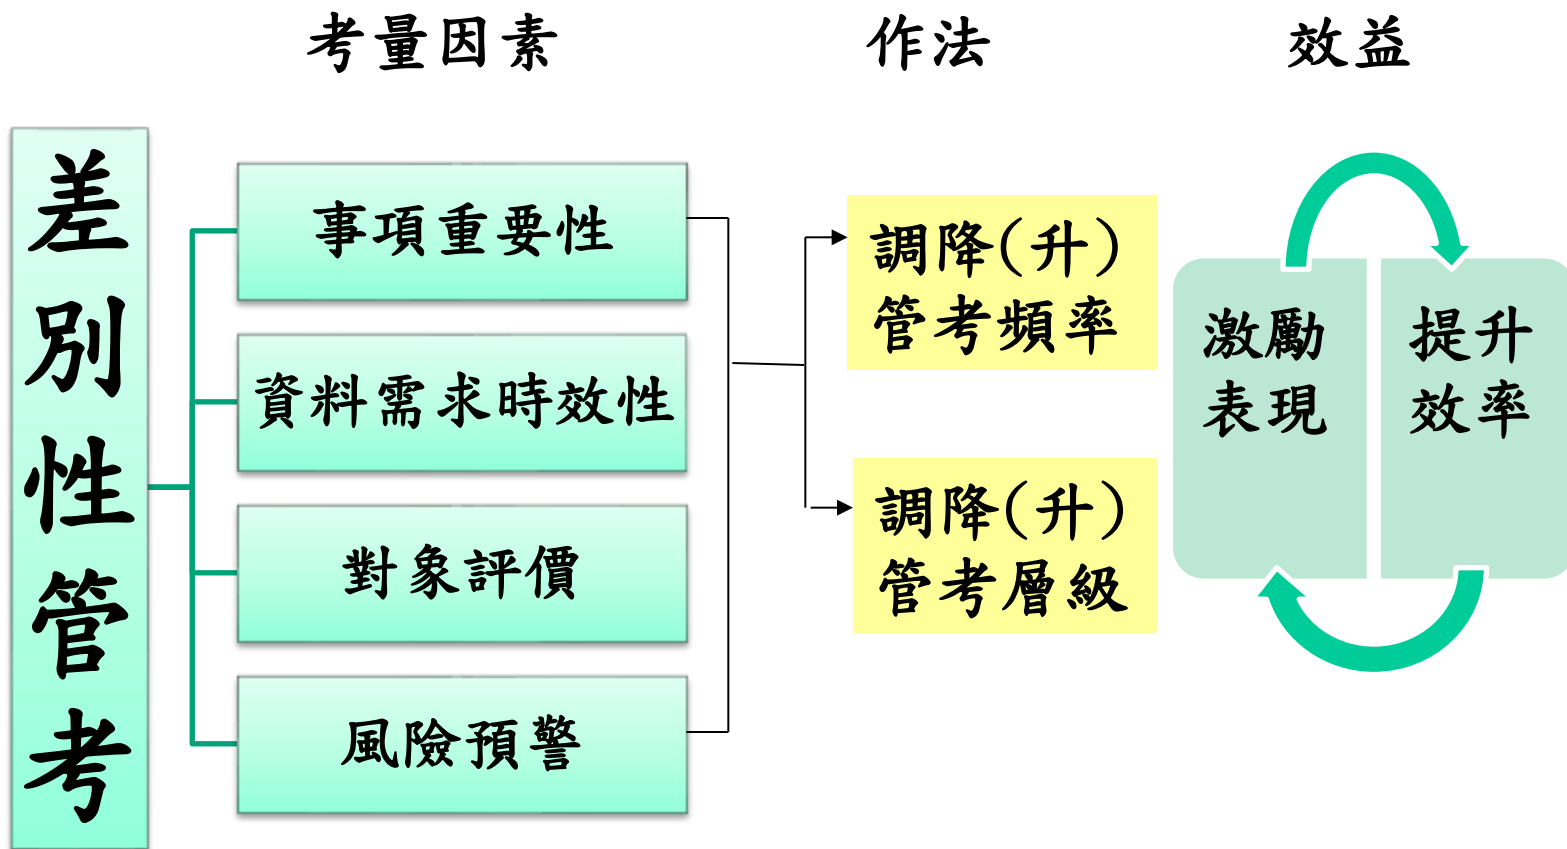 考量因素
作法
效益
差別性管考
事項重要性
資料需求時效性
對象評價
風險預警
調降(升)
管考頻率
調降(升)
管考層級
激勵
表現
提升
效率